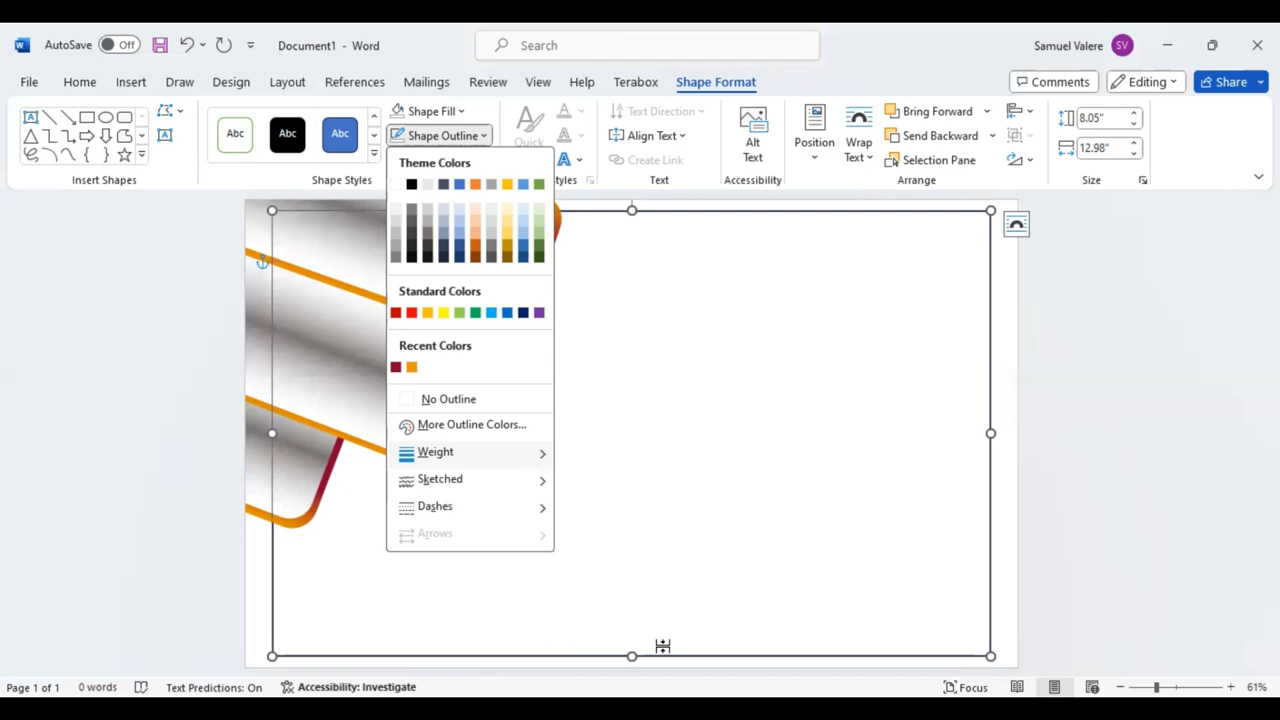 AutoSave Off Document1 - Word Search Samuel Valere SV
File Home Insert Draw Design Layout References Mailings Review View Help Terabox Shape Format Comments Editing Share
Abc Abc Abc Shape Fill Text Direction Bring Forward 8.05"
Shape Outline Quick Align Text Alt Text Position Wrap Text Send Backward
Create Link Selection Pane 12.98"
Insert Shapes Shape Styles Styles Text Accessibility Arrange Size
Theme Colors
Standard Colors
Recent Colors
No Outline
More Outline Colors...
Weight
Sketched
Dashes
Arrows
Page 1 of 1 0 words Text Predictions: On Accessibility: Investigate Focus 61%